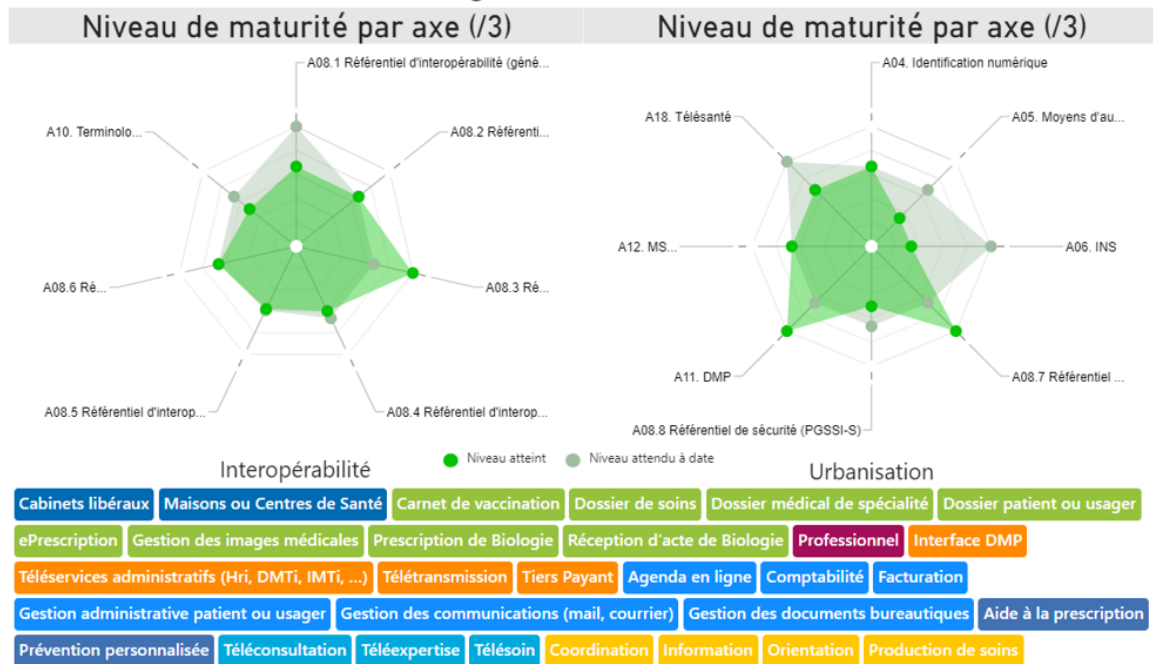 Niveau de maturité par axe (/3)
Niveau de maturité par axe (/3)
A08.1 Référentiel d'interopérabilité (géné...
A10. Terminolo...
A08.2 Référenti...
A08.6 Ré...
A08.3 Ré...
A08.5 Référentiel d'interop...
A08.4 Référentiel d'interop...
A04. Identification numérique
A18. Télésanté
A05. Moyens d'au...
A12. MS...
A06. INS
A11. DMP
A08.7 Référentiel ...
A08.8 Référentiel de sécurité (PGSSI-S)
Interopérabilité
Niveau atteint Niveau attendu à date
Urbanisation
Cabinets libéraux Maisons ou Centres de Santé Carnet de vaccination Dossier de soins Dossier médical de spécialité Dossier patient ou usager
ePrescription Gestion des images médicales Prescription de Biologie Réception d'acte de Biologie Professionnel Interface DMP
Téléservices administratifs (Hri, DMTi, IMTi, ...) Télétransmission Tiers Payant Agenda en ligne Comptabilité Facturation
Gestion administrative patient ou usager Gestion des communications (mail, courrier) Gestion des documents bureautiques Aide à la prescription
Prévention personnalisée Téléconsultation Téléexpertise Télésoin Coordination Information Orientation Production de soins